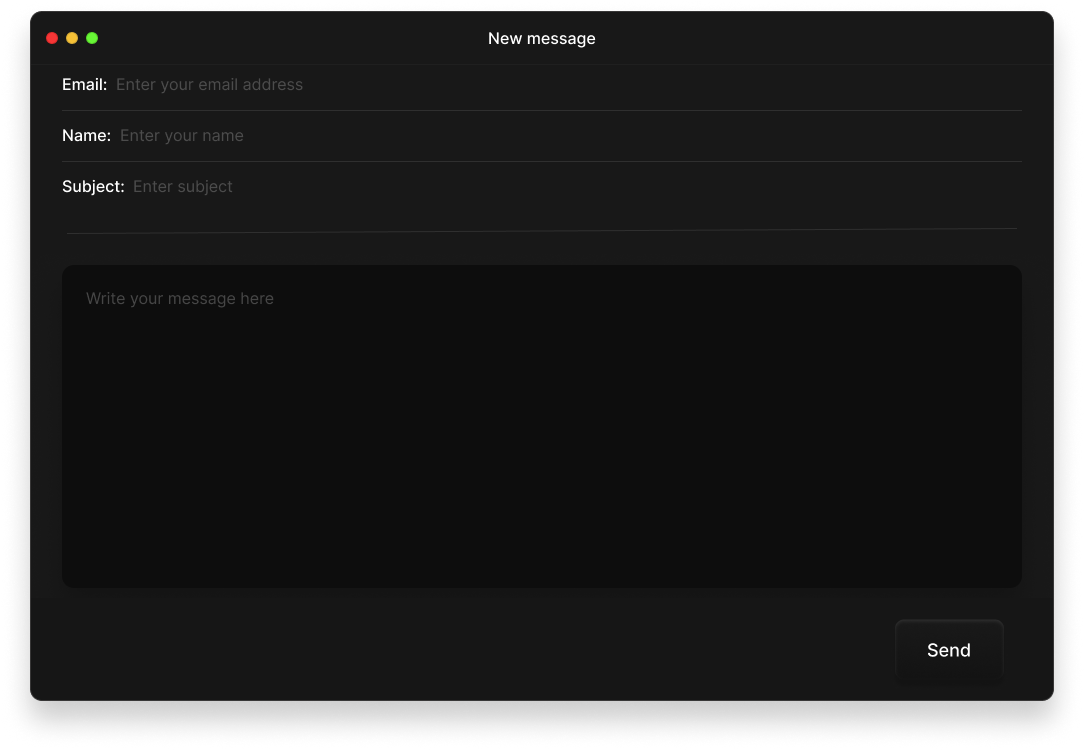 New message
Email: Enter your email address
Name: Enter your name
Subject: Enter subject
Write your message here
Send